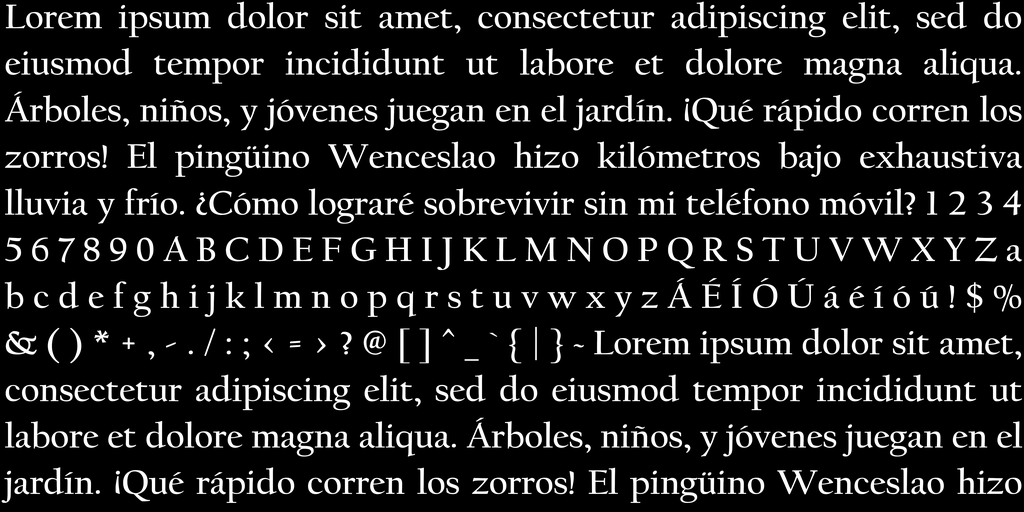 Lorem ipsum dolor sit amet, consectetur adipiscing elit, sed do
eiusmod tempor incididunt ut labore et dolore magna aliqua.
Árboles, niños, y jóvenes juegan en el jardín. ¡Qué rápido corren los
zorros! El pingüino Wenceslao hizo kilómetros bajo exhaustiva
lluvia y frío. ¿Cómo lograré sobrevivir sin mi teléfono móvil? 1 2 3 4
5 6 7 8 9 0 A B C D E F G H I J K L M N O P Q R S T U V W X Y Z a
b c d e f g h i j k l m n o p q r s t u v w x y z Á É Í Ó Ú á é í ó ú ! $ %
& ( ) * + , - . / : ; < = > ? @ [ ] ^ _ ` { | } ~ Lorem ipsum dolor sit amet,
consectetur adipiscing elit, sed do eiusmod tempor incididunt ut
labore et dolore magna aliqua. Árboles, niños, y jóvenes juegan en el
jardín. ¡Qué rápido corren los zorros! El pingüino Wenceslao hizo